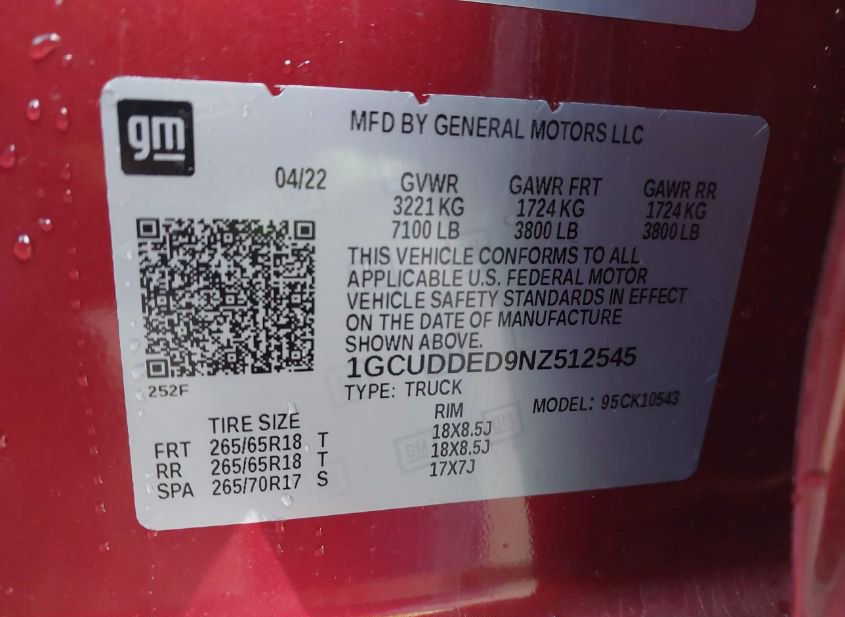 gm
MFD BY GENERAL MOTORS LLC
04/22
GVWR GAWR FRT GAWR RR
3221 KG 1724 KG 1724 KG
7100 LB 3800 LB 3800 LB
THIS VEHICLE CONFORMS TO ALL
APPLICABLE U.S. FEDERAL MOTOR
VEHICLE SAFETY STANDARDS IN EFFECT
ON THE DATE OF MANUFACTURE
SHOWN ABOVE.
1GCUDDED9NZ512545
252F
TYPE: TRUCK
MODEL: 95CK10543
TIRE SIZE RIM
FRT 265/65R18 T 18X8.5J
RR 265/65R18 T 18X8.5J
SPA 265/70R17 S 17X7J
GM